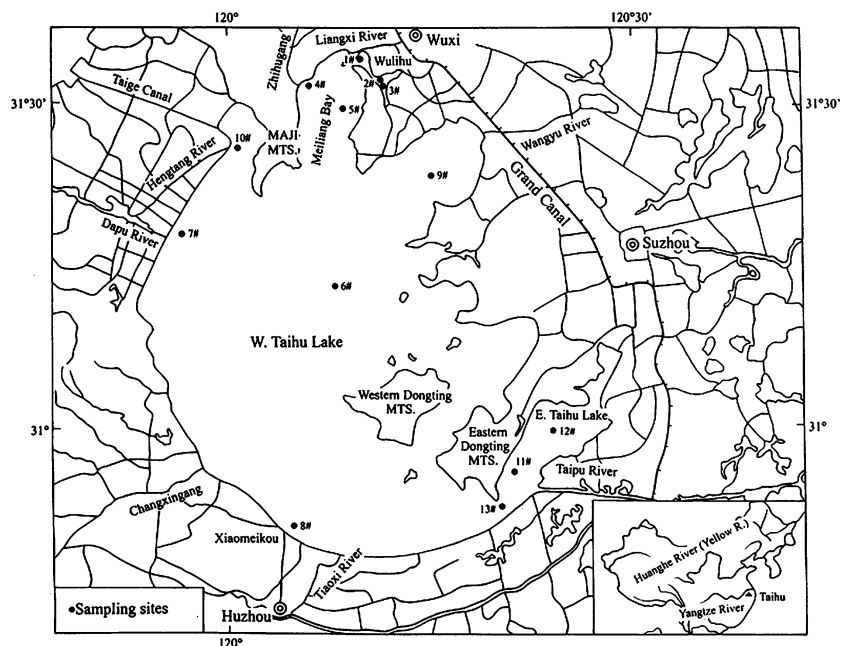 120°
120°30'
Liangxi River
Wuxi
Zhihugang
1#
Wulihu
2#
3#
4#
5#
Taige Canal
31°30'
31°30'
Meiliang Bay
MAJI
MTS.
10#
Hengtang River
Wangyu River
Grand Canal
9#
Dapu River
7#
Suzhou
6#
W. Taihu Lake
Western Dongting
MTS.
E. Taihu Lake
12#
31°
31°
Eastern
Dongting
MTS.
11#
Taipu River
13#
Changxingang
8#
Xiaomeikou
Tiaoxi River
Huanghe River (Yellow R.)
Taihu
Yangtze River
Sampling sites
Huzhou
120°